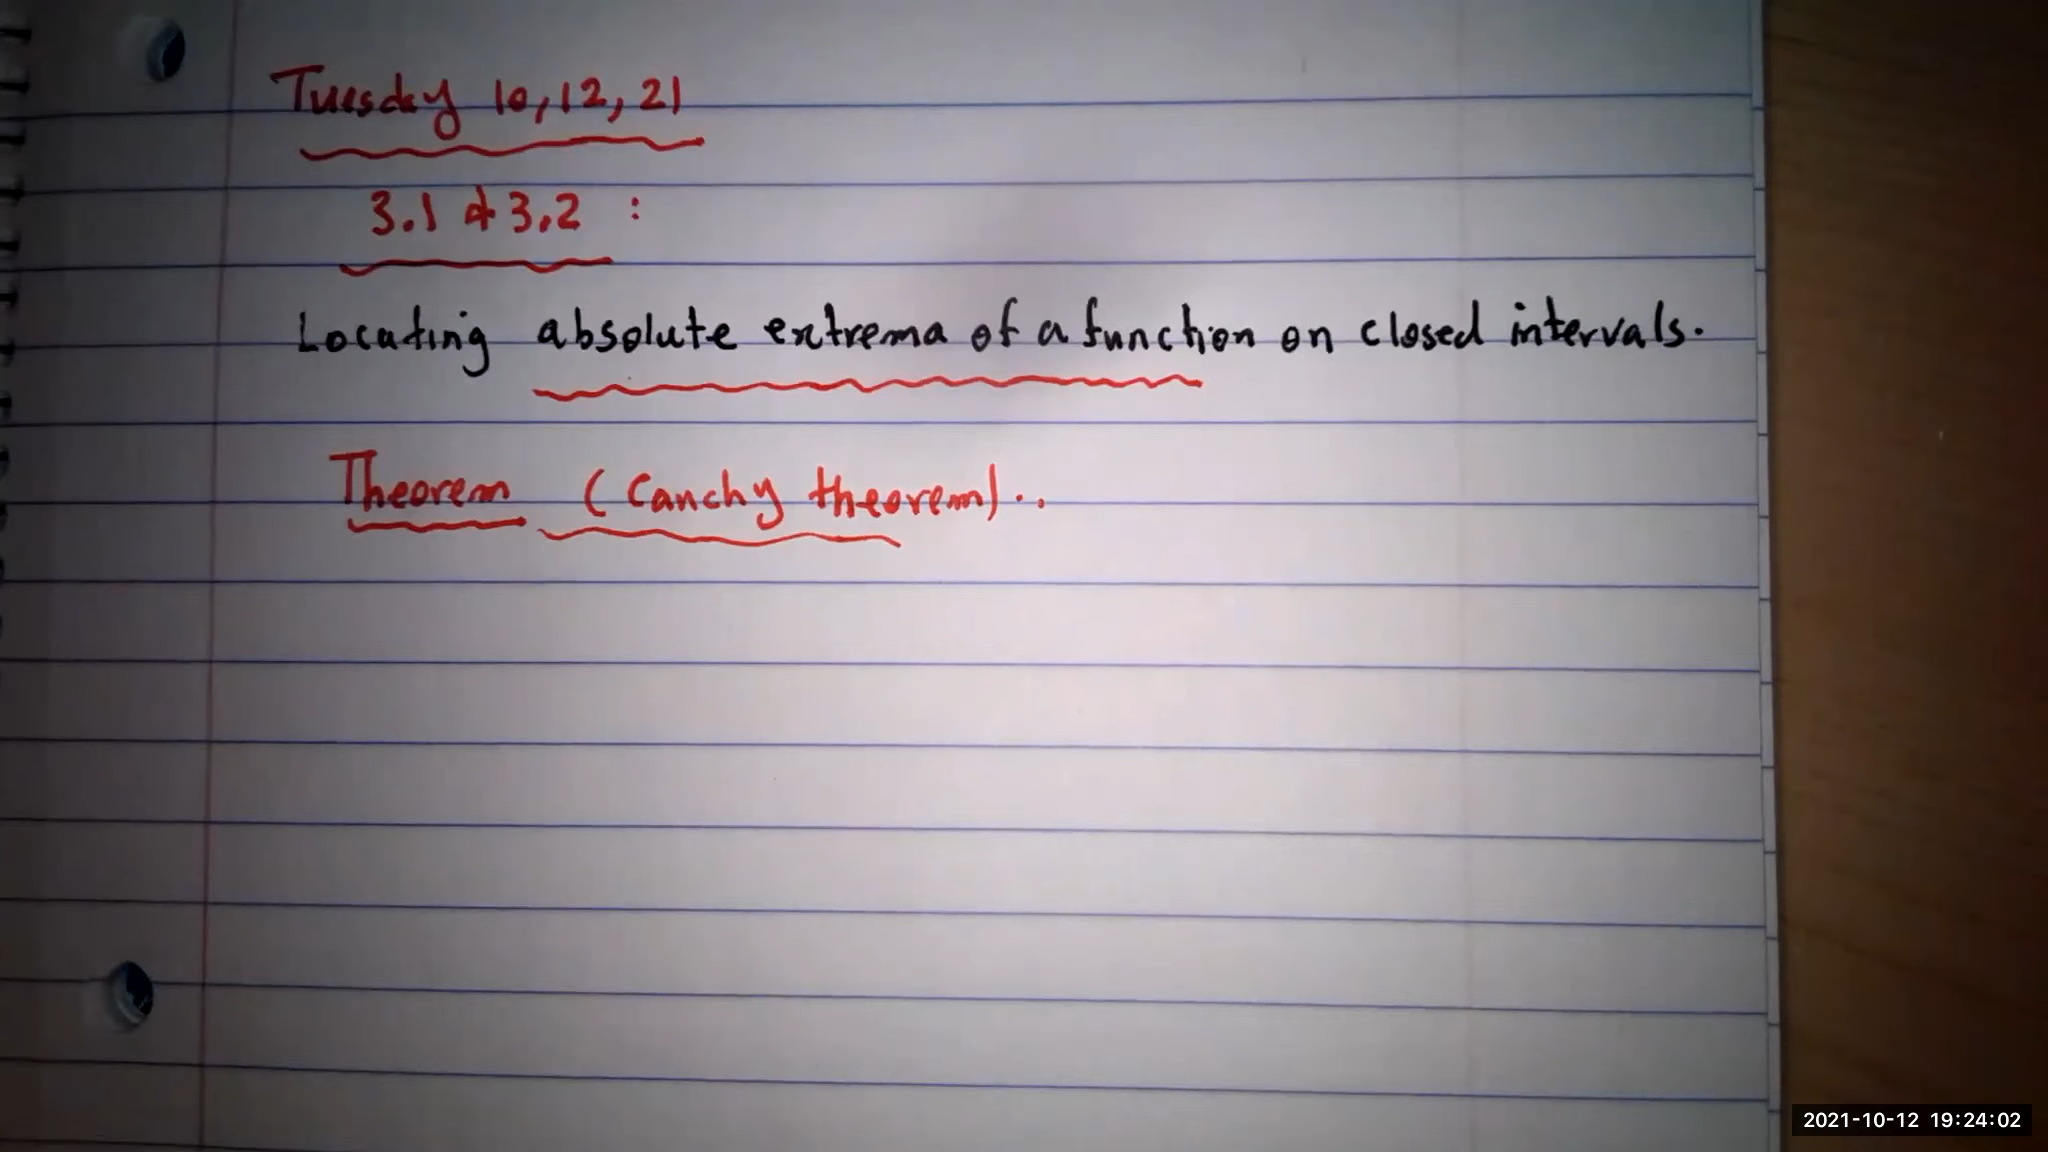 Tuesday 10,12,21
3.1 & 3.2 :
Locating absolute extrema of a function on closed intervals.
Theorem (Cauchy theorem)..
2021-10-12 19:24:02